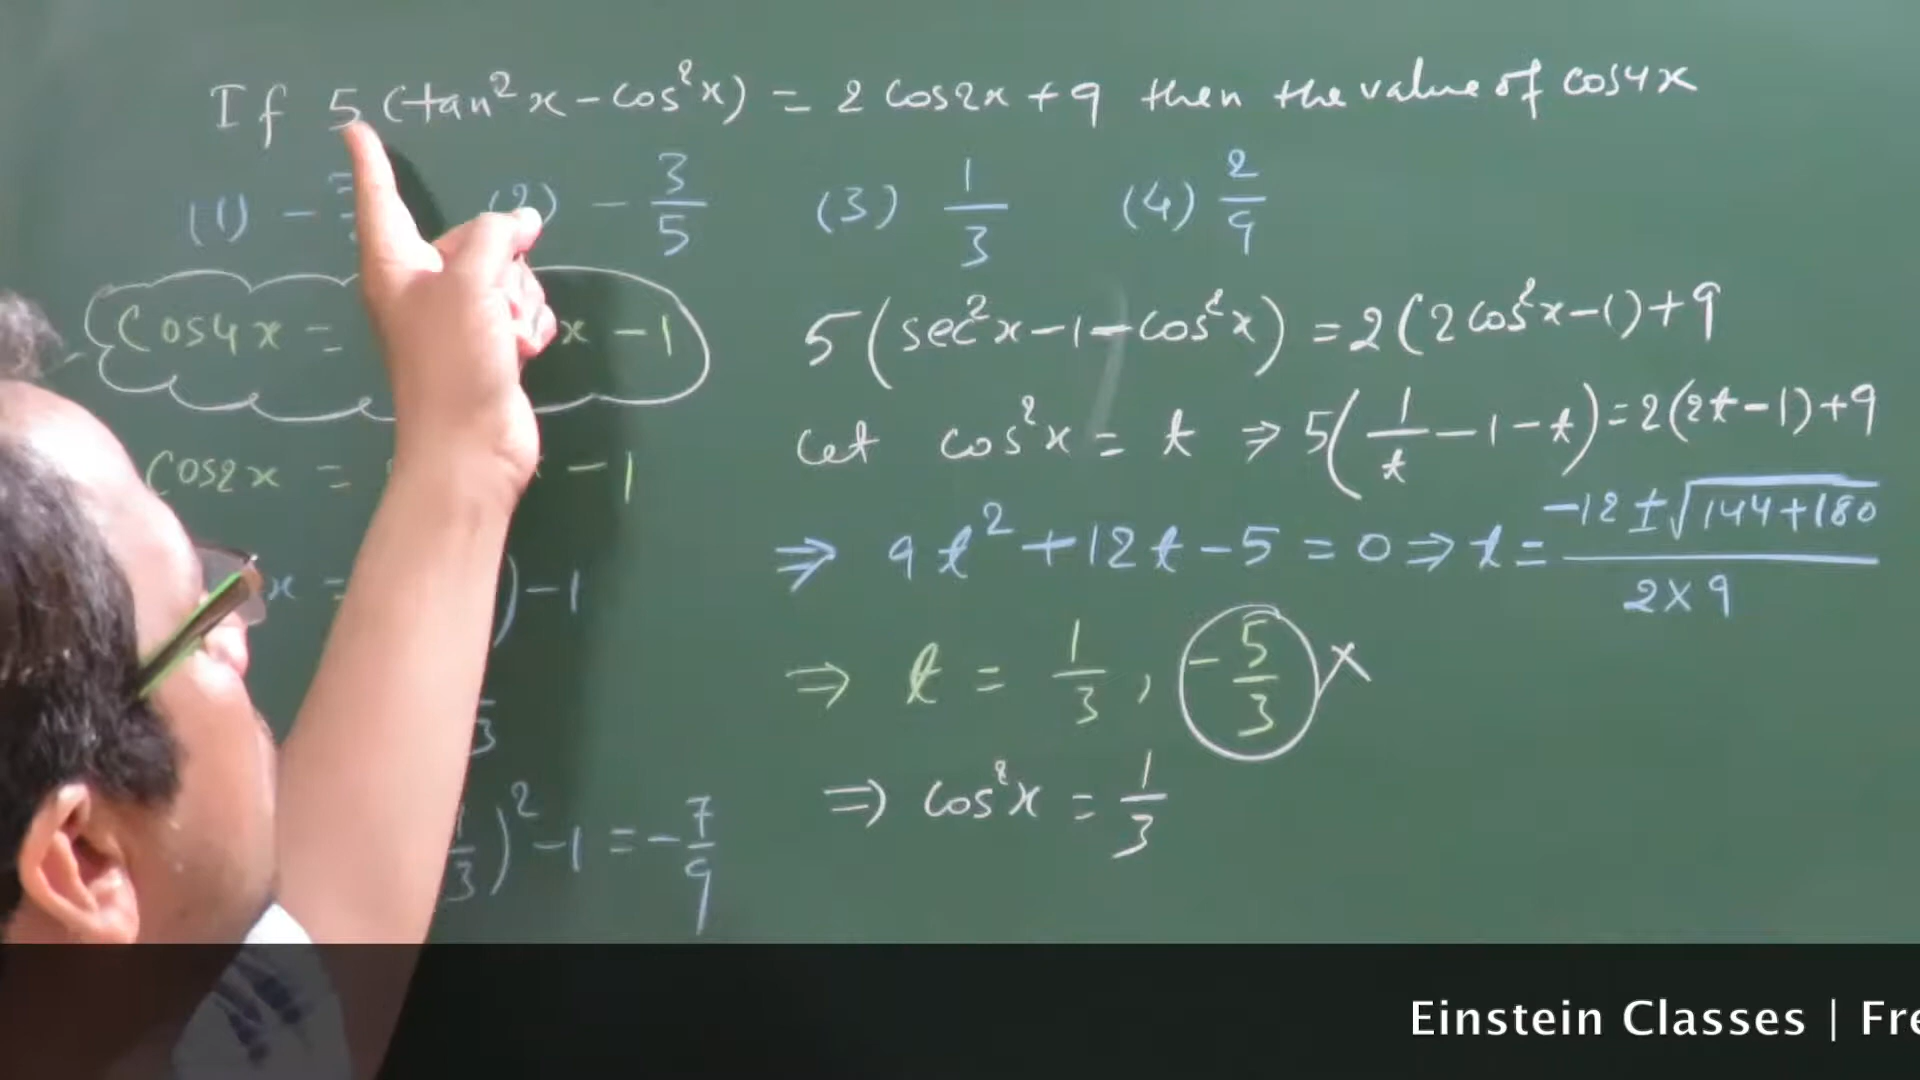 If 5 (tan²x - cos²x) = 2 cos2x + 9 then the value of cos4x
(1) - (2) - 3/5 (3) 1/3 (4) 2/9
Cos4x = x - 1
Cos2x = - 1
x = ) - 1
3
1/3)² - 1 = - 7/9
5(sec²x - 1 - cos²x) = 2(2cos²x - 1) + 9
Let cos²x = t ⇒ 5(1/t - 1 - t) = 2(2t - 1) + 9
⇒ 9t² + 12t - 5 = 0 ⇒ t = -12 ± √144 + 180 / 2 x 9
⇒ t = 1/3, - 5/3 ×
⇒ cos²x = 1/3
Einstein Classes | Fre